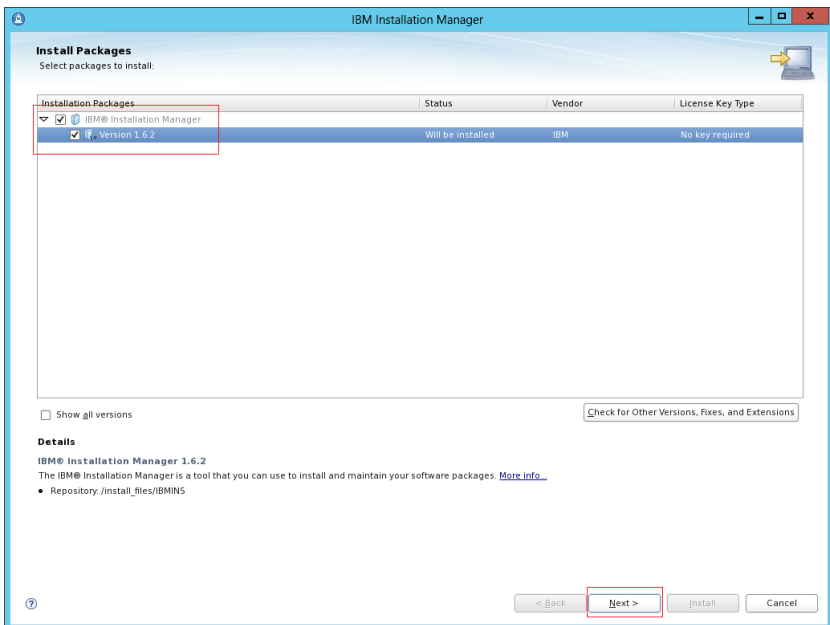 IBM Installation Manager
Install Packages
Select packages to install:
Installation Packages Status Vendor License Key Type
IBM® Installation Manager
Version 1.6.2 Will be installed IBM No key required
Show all versions
Check for Other Versions, Fixes, and Extensions
Details
IBM® Installation Manager 1.6.2
The IBM® Installation Manager is a tool that you can use to install and maintain your software packages. More info...
• Repository: /install_files/IBMINS
< Back Next > Install Cancel